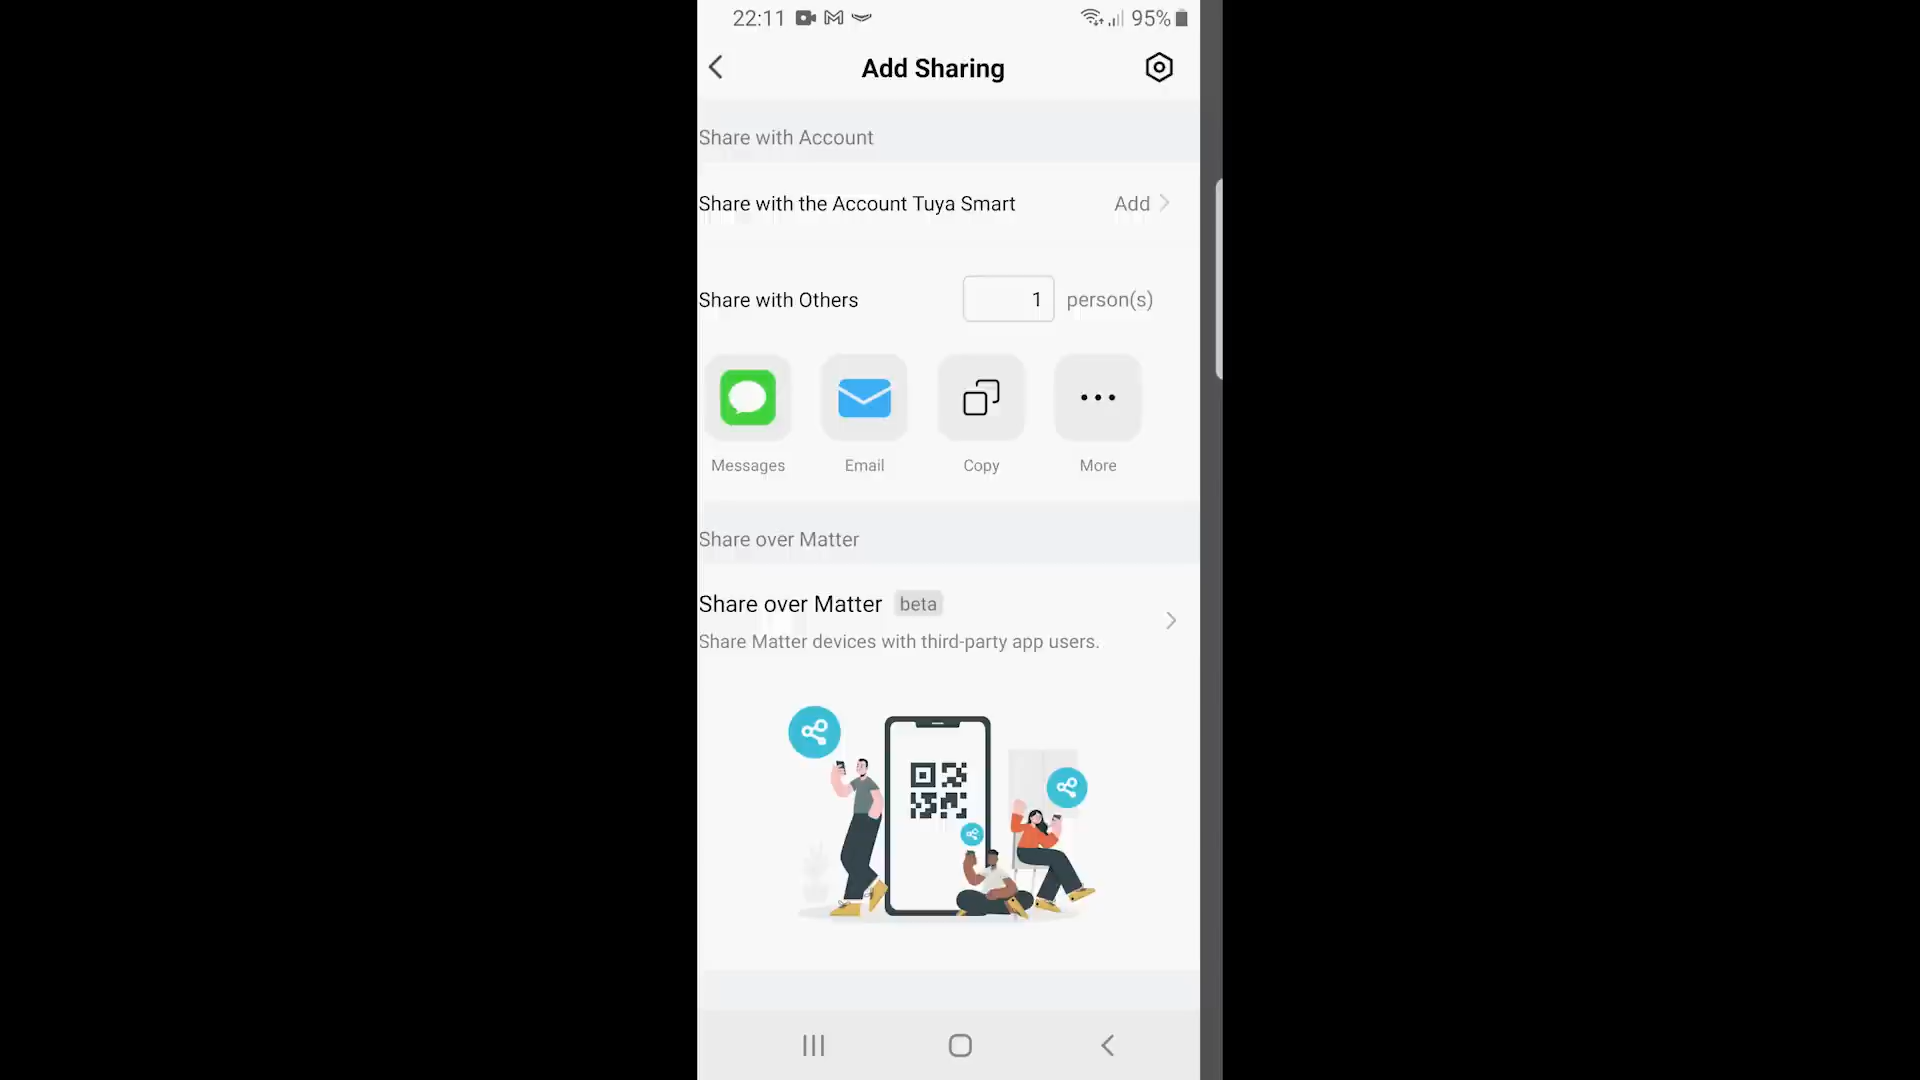 22:11
95%
Add Sharing
Share with Account
Share with the Account Tuya Smart Add
Share with Others 1 person(s)
Messages Email Copy More
Share over Matter
Share over Matter beta
Share Matter devices with third-party app users.